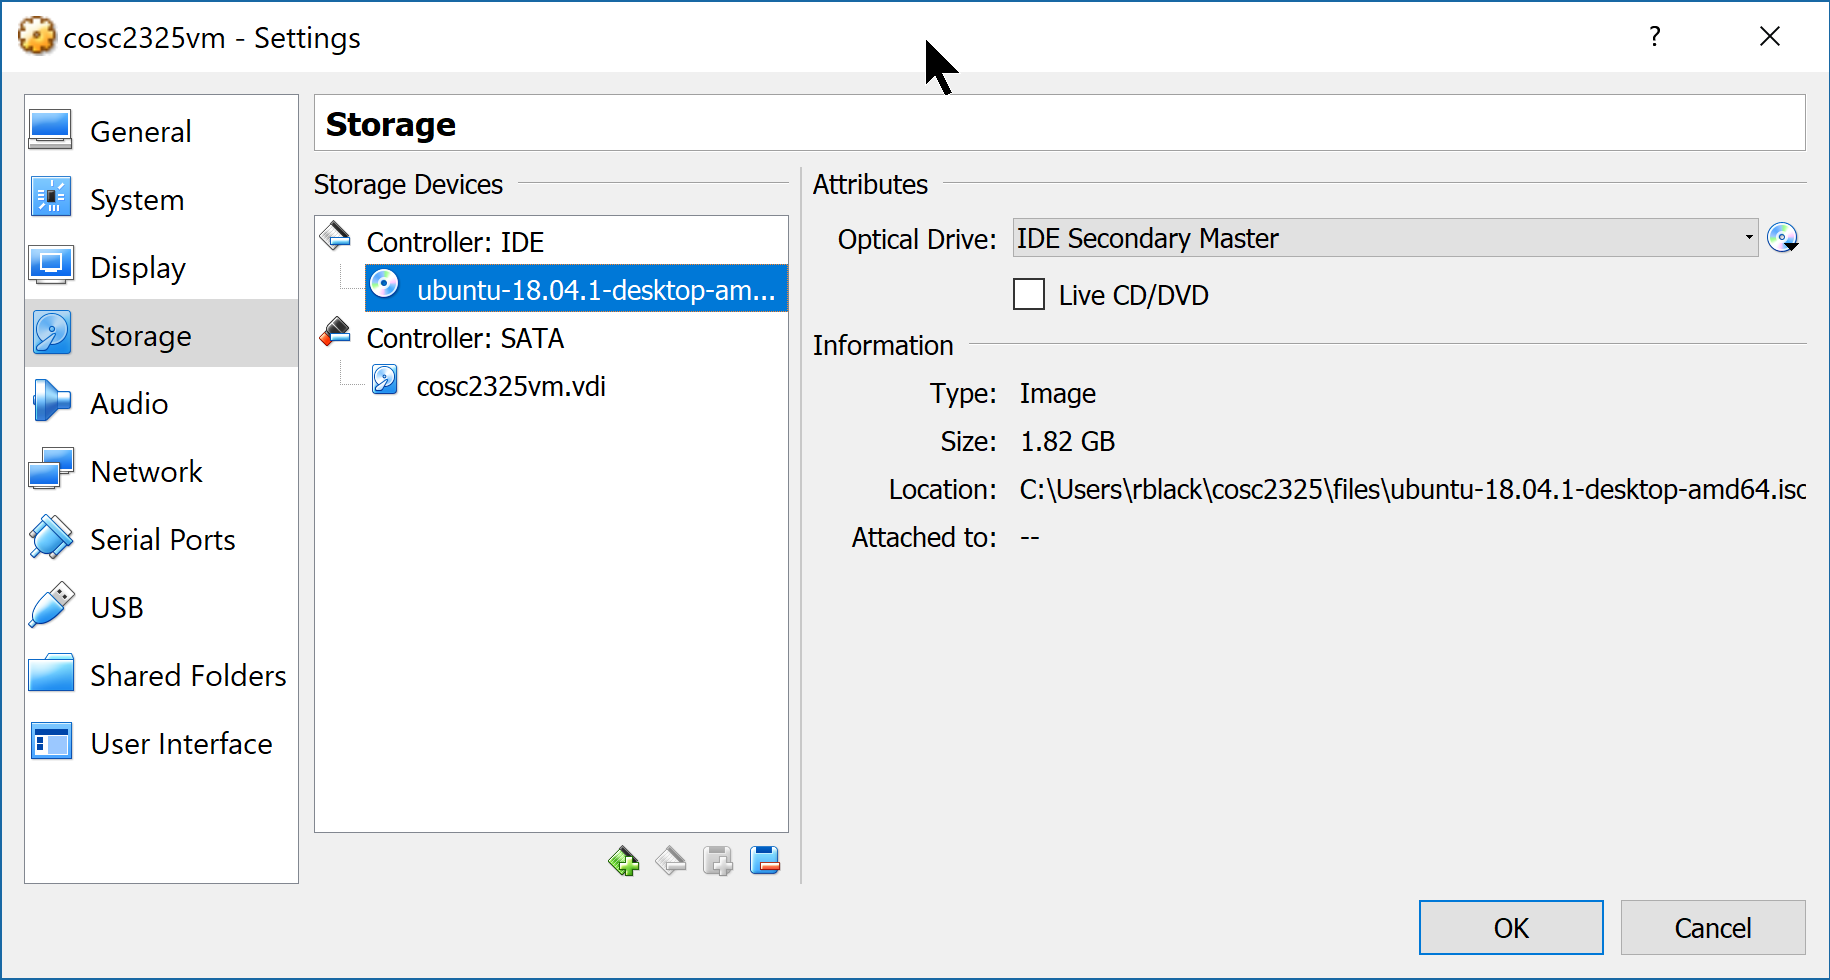 cosc2325vm - Settings
?
General
System
Display
Storage
Audio
Network
Serial Ports
USB
Shared Folders
User Interface
Storage
Storage Devices
Controller: IDE
ubuntu-18.04.1-desktop-am...
Controller: SATA
cosc2325vm.vdi
Attributes
Optical Drive: IDE Secondary Master
Live CD/DVD
Information
Type: Image
Size: 1.82 GB
Location: C:\Users\rblack\cosc2325\files\ubuntu-18.04.1-desktop-amd64.iso
Attached to: --
OK Cancel